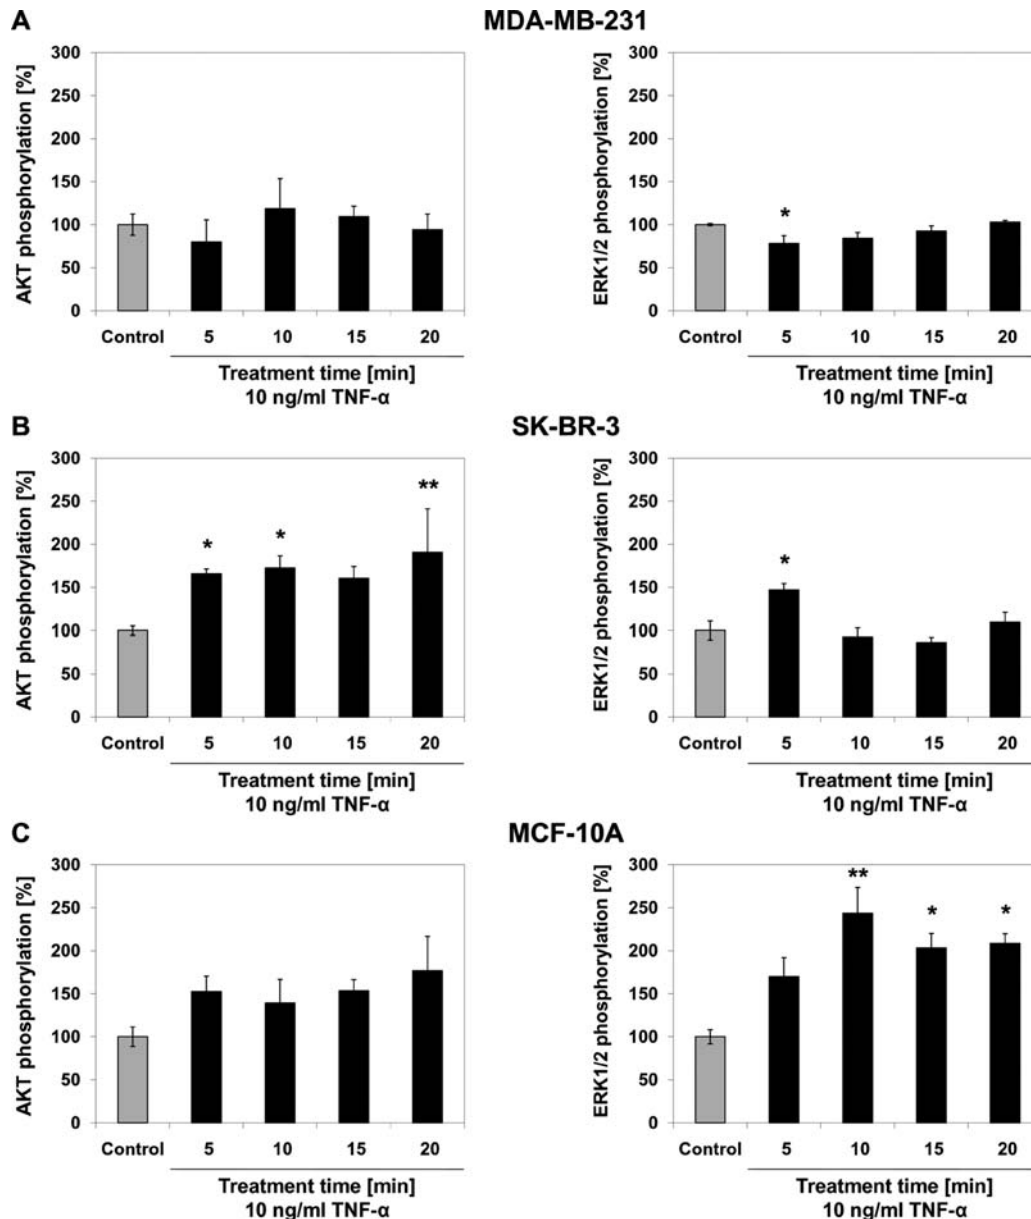 A
MDA-MB-231
AKT phosphorylation [%]
300
250
200
150
100
50
0
Control
5
10
15
20
Treatment time [min]
10 ng/ml TNF-α
ERK1/2 phosphorylation [%]
300
250
200
150
100
50
0
*
Control
5
10
15
20
Treatment time [min]
10 ng/ml TNF-α
B
SK-BR-3
AKT phosphorylation [%]
300
250
200
150
100
50
0
*
*
**
Control
5
10
15
20
Treatment time [min]
10 ng/ml TNF-α
ERK1/2 phosphorylation [%]
300
250
200
150
100
50
0
*
Control
5
10
15
20
Treatment time [min]
10 ng/ml TNF-α
C
MCF-10A
AKT phosphorylation [%]
300
250
200
150
100
50
0
Control
5
10
15
20
Treatment time [min]
10 ng/ml TNF-α
ERK1/2 phosphorylation [%]
300
250
200
150
100
50
0
**
*
*
Control
5
10
15
20
Treatment time [min]
10 ng/ml TNF-α